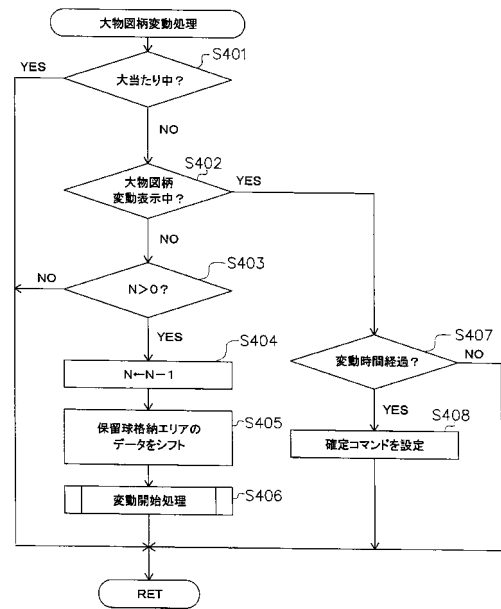 大物図柄変動処理
S401
YES
大当たり中?
NO
S402
大物図柄
変動表示中?
YES
NO
S403
NO
N>0?
YES
S404
N←N-1
S405
保留球格納エリアの
データをシフト
S406
変動開始処理
S407
変動時間経過?
NO
YES
S408
確定コマンドを設定
RET